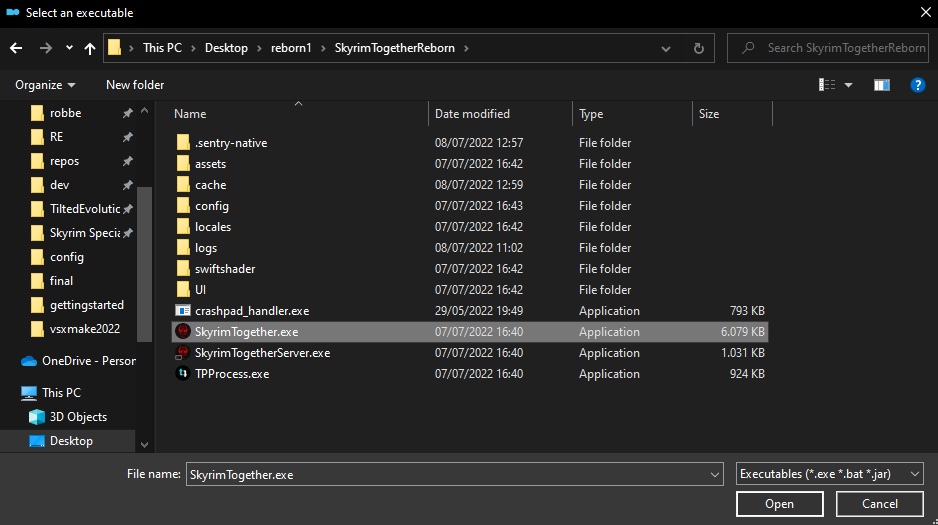 Select an executable
This PC > Desktop > reborn1 > SkyrimTogetherReborn >
Search SkyrimTogetherReborn
Organize
New folder
?
robbe
RE
repos
dev
TiltedEvolutic
Skyrim Specia
config
final
gettingstarted
vsxmake2022
OneDrive - Person
This PC
3D Objects
Desktop
Name Date modified Type Size
.sentry-native 08/07/2022 12:57 File folder
assets 07/07/2022 16:42 File folder
cache 08/07/2022 12:59 File folder
config 07/07/2022 16:43 File folder
locales 07/07/2022 16:42 File folder
logs 08/07/2022 11:02 File folder
swiftshader 07/07/2022 16:42 File folder
UI 07/07/2022 16:42 File folder
crashpad_handler.exe 29/05/2022 19:49 Application 793 KB
SkyrimTogether.exe 07/07/2022 16:40 Application 6.079 KB
SkyrimTogetherServer.exe 07/07/2022 16:40 Application 1.031 KB
TPProcess.exe 07/07/2022 16:40 Application 924 KB
File name: SkyrimTogether.exe
Executables (*.exe *.bat *.jar)
Open
Cancel